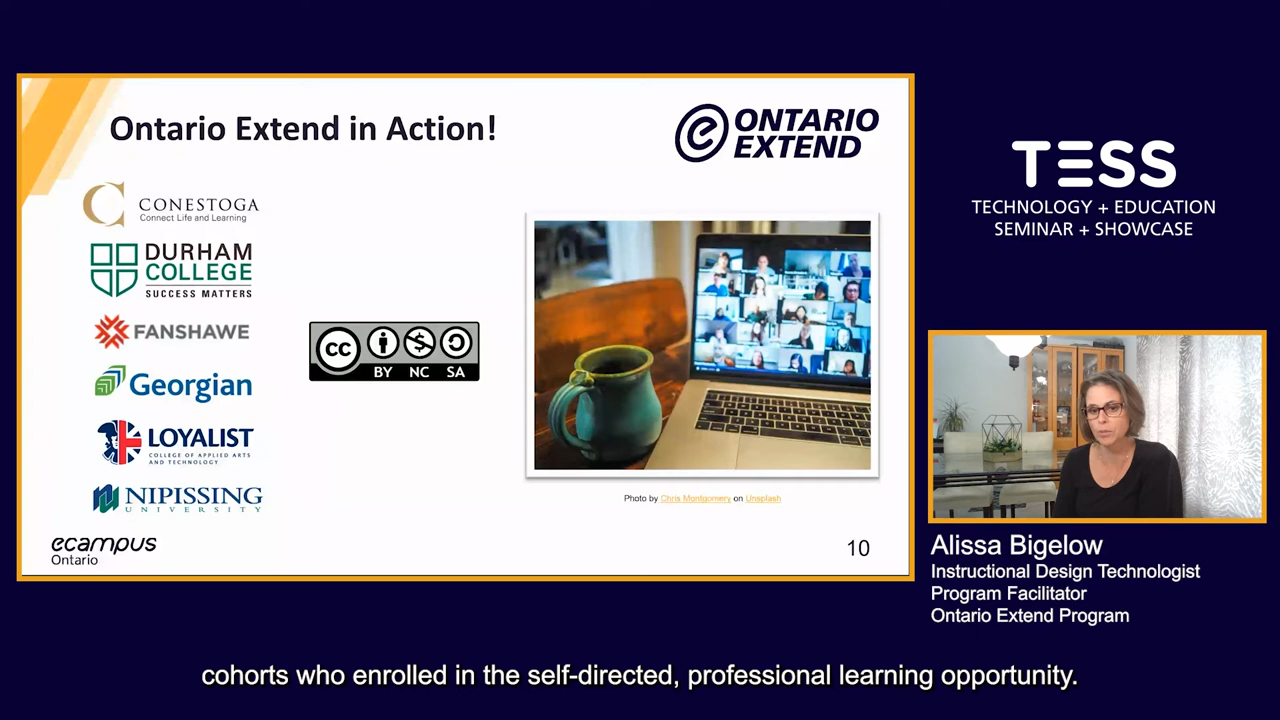 Ontario Extend in Action!
ONTARIO
EXTEND
CONESTOGA
Connect Life and Learning
DURHAM
COLLEGE
SUCCESS MATTERS
FANSHAWE
Georgian
LOYALIST
COLLEGE OF APPLIED ARTS
AND TECHNOLOGY
NIPISSING
UNIVERSITY
cc
BY NC SA
Photo by Chris Montgomery on Unsplash
ecampus
Ontario
10
TESS
TECHNOLOGY + EDUCATION
SEMINAR + SHOWCASE
Alissa Bigelow
Instructional Design Technologist
Program Facilitator
Ontario Extend Program
cohorts who enrolled in the self-directed, professional learning opportunity.